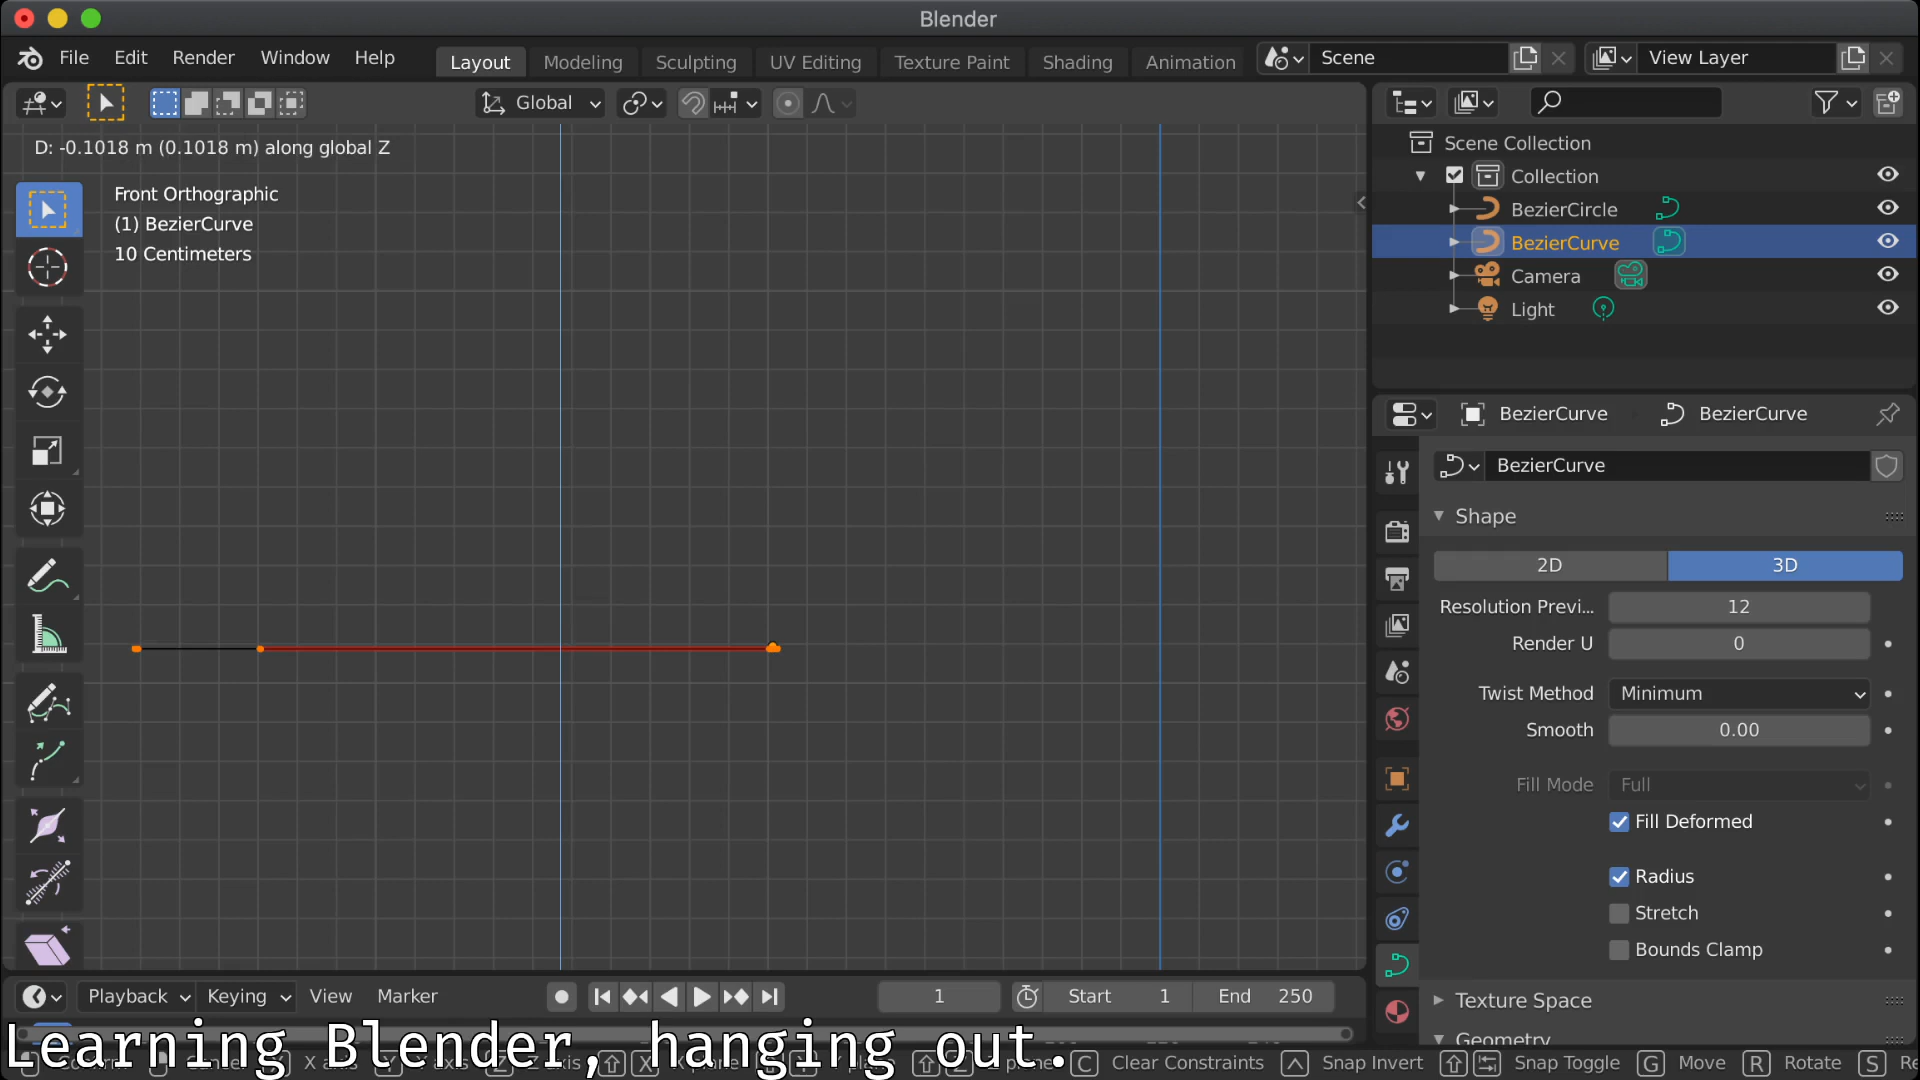 Blender
File Edit Render Window Help
Layout Modeling Sculpting UV Editing Texture Paint Shading Animation
Scene
View Layer
Global
D: -0.1018 m (0.1018 m) along global Z
Front Orthographic
(1) BezierCurve
10 Centimeters
Scene Collection
Collection
BezierCircle
BezierCurve
Camera
Light
BezierCurve BezierCurve
BezierCurve
Shape
2D 3D
Resolution Previ... 12
Render U 0
Twist Method Minimum
Smooth 0.00
Fill Mode Full
Fill Deformed
Radius
Stretch
Bounds Clamp
Texture Space
Geometry
Playback Keying View Marker
1 Start 1 End 250
Learning Blender, hanging out.
C Clear Constraints Snap Invert Snap Toggle G Move R Rotate S